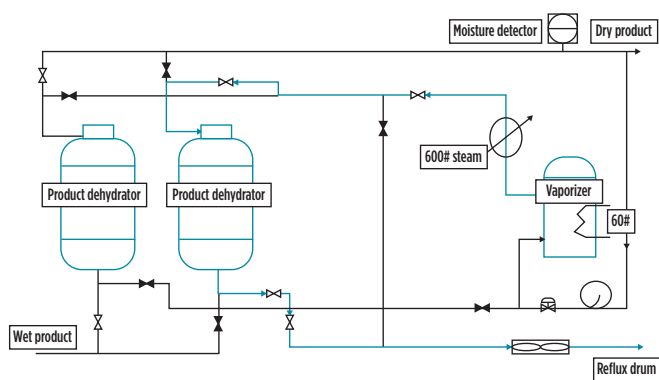 Moisture detector
Dry product
600# steam
Product dehydrator
Product dehydrator
Vaporizer
60#
Wet product
Reflux drum